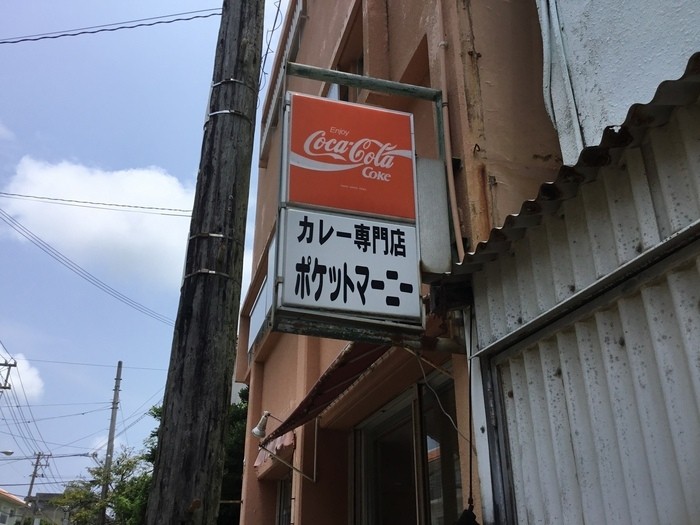 Enjoy
Coca-Cola
Coke
カレー専門店
ポケットマーニー